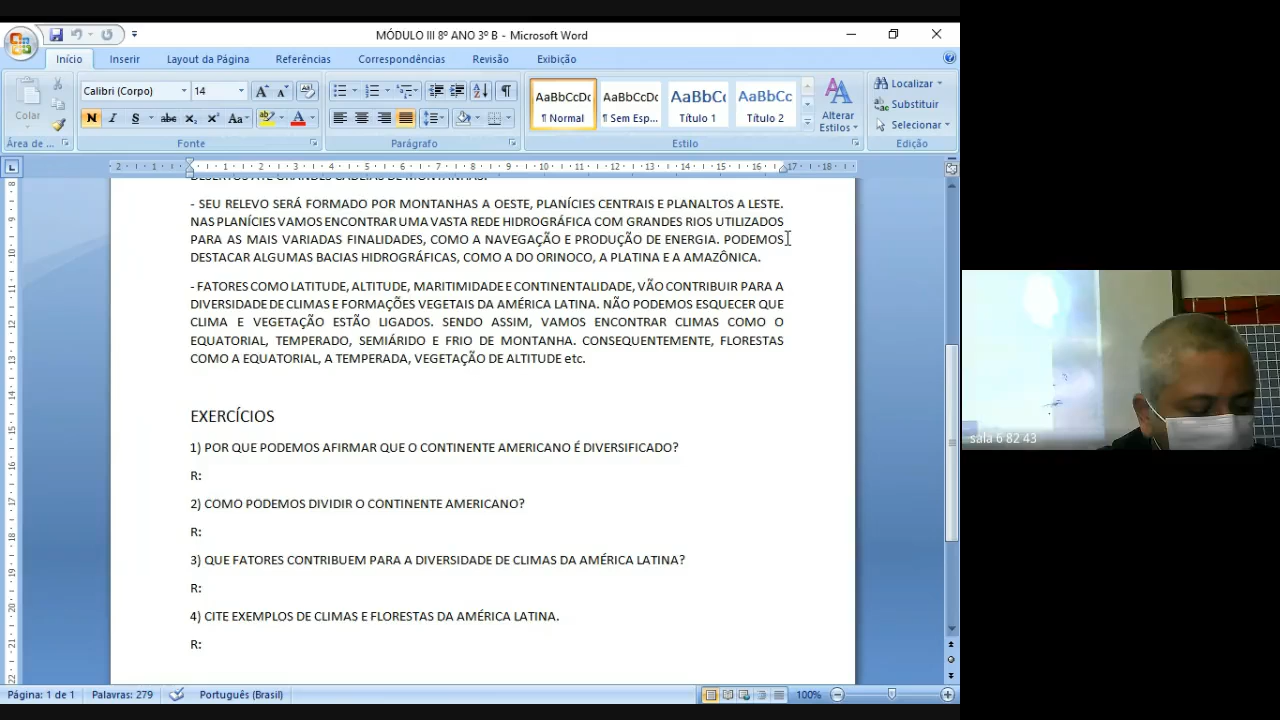 MÓDULO III 8º ANO 3º B - Microsoft Word
Início Inserir Layout da Página Referências Correspondências Revisão Exibição
Calibri (Corpo) 14
AaBbCcDc AaBbCcDc AaBbCc AaBbCc
Colar
¶ Normal ¶ Sem Esp... Título 1 Título 2
Alterar Estilos
Localizar
Substituir
Selecionar
Área de ... Fonte Parágrafo Estilo Edição
- SEU RELEVO SERÁ FORMADO POR MONTANHAS A OESTE, PLANÍCIES CENTRAIS E PLANALTOS A LESTE.
NAS PLANÍCIES VAMOS ENCONTRAR UMA VASTA REDE HIDROGRÁFICA COM GRANDES RIOS UTILIZADOS
PARA AS MAIS VARIADAS FINALIDADES, COMO A NAVEGAÇÃO E PRODUÇÃO DE ENERGIA. PODEMOS
DESTACAR ALGUMAS BACIAS HIDROGRÁFICAS, COMO A DO ORINOCO, A PLATINA E A AMAZÔNICA.
- FATORES COMO LATITUDE, ALTITUDE, MARITIMIDADE E CONTINENTALIDADE, VÃO CONTRIBUIR PARA A
DIVERSIDADE DE CLIMAS E FORMAÇÕES VEGETAIS DA AMÉRICA LATINA. NÃO PODEMOS ESQUECER QUE
CLIMA E VEGETAÇÃO ESTÃO LIGADOS. SENDO ASSIM, VAMOS ENCONTRAR CLIMAS COMO O
EQUATORIAL, TEMPERADO, SEMIÁRIDO E FRIO DE MONTANHA. CONSEQUENTEMENTE, FLORESTAS
COMO A EQUATORIAL, A TEMPERADA, VEGETAÇÃO DE ALTITUDE etc.
EXERCÍCIOS
1) POR QUE PODEMOS AFIRMAR QUE O CONTINENTE AMERICANO É DIVERSIFICADO?
R:
2) COMO PODEMOS DIVIDIR O CONTINENTE AMERICANO?
R:
3) QUE FATORES CONTRIBUEM PARA A DIVERSIDADE DE CLIMAS DA AMÉRICA LATINA?
R:
4) CITE EXEMPLOS DE CLIMAS E FLORESTAS DA AMÉRICA LATINA.
R:
Página: 1 de 1 Palavras: 279 Português (Brasil) 100%
sala 6 82 43